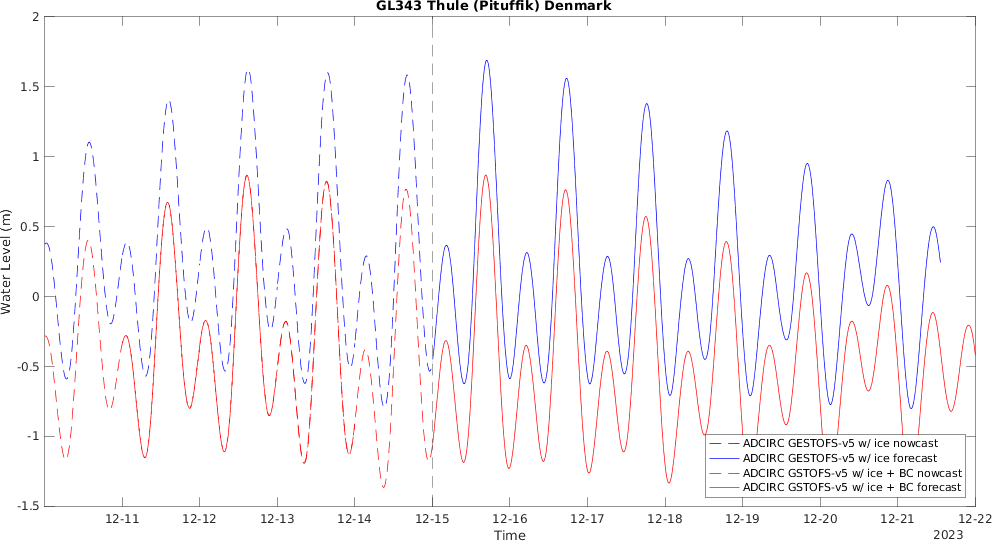 GL343 Thule (Pituffik) Denmark
2
1.5
1
0.5
0
-0.5
-1
-1.5
Water Level (m)
ADCIRC GESTOFS-v5 w/ ice nowcast
ADCIRC GESTOFS-v5 w/ ice forecast
ADCIRC GSTOFS-v5 w/ ice + BC nowcast
ADCIRC GSTOFS-v5 w/ ice + BC forecast
12-11 12-12 12-13 12-14 12-15 12-16 12-17 12-18 12-19 12-20 12-21 12-22
Time
2023